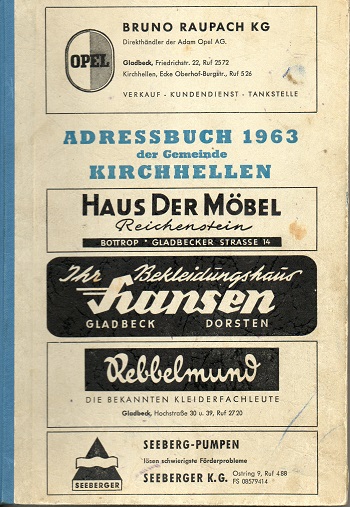 BRUNO RAUPACH KG
Direkthändler der Adam Opel AG.
OPEL
Gladbeck, Friedrichstr. 22, Ruf 2572
Kirchhellen, Ecke Oberhof-Burgstr., Ruf 526
VERKAUF - KUNDENDIENST - TANKSTELLE
ADRESSBUCH 1963
der Gemeinde
KIRCHHELLEN
HAUS DER MÖBEL
Reichenstein
BOTTROP * GLADBECKER STRASSE 14
Ihr Bekleidungshaus
Hansen
GLADBECK DORSTEN
Rebbelmund
DIE BEKANNTEN KLEIDERFACHLEUTE
Gladbeck, Hochstraße 30 u. 39, Ruf 2720
SEEBERG-PUMPEN
lösen schwierigste Förderprobleme
SEEBERGER
SEEBERGER K.G.
Ostring 9, Ruf 488
FS 08579414